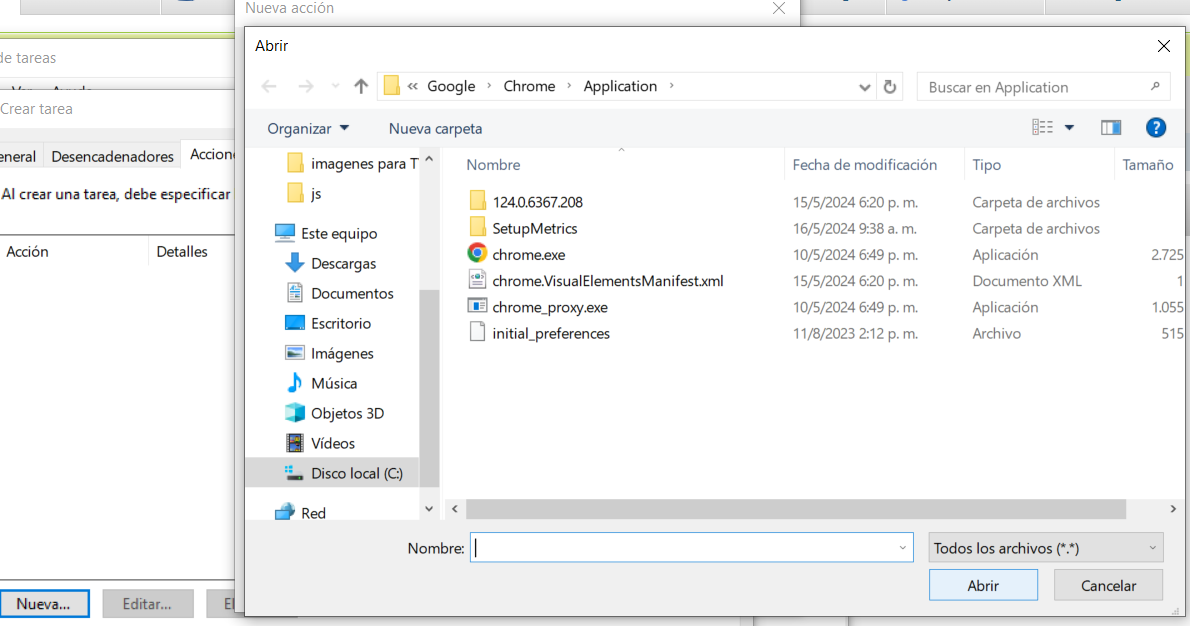 Nueva acción
de tareas
Crear tarea
eneral
Desencadenadores
Accion
Al crear una tarea, debe especificar
Acción
Detalles
Nueva...
Editar...
El
Abrir
« Google › Chrome › Application ›
Buscar en Application
Organizar
Nueva carpeta
?
imagenes para T
js
Este equipo
Descargas
Documentos
Escritorio
Imágenes
Música
Objetos 3D
Vídeos
Disco local (C:)
Red
Nombre Fecha de modificación Tipo Tamaño
124.0.6367.208 15/5/2024 6:20 p. m. Carpeta de archivos
SetupMetrics 16/5/2024 9:38 a. m. Carpeta de archivos
chrome.exe 10/5/2024 6:49 p. m. Aplicación 2.725
chrome.VisualElementsManifest.xml 15/5/2024 6:20 p. m. Documento XML 1
chrome_proxy.exe 10/5/2024 6:49 p. m. Aplicación 1.055
initial_preferences 11/8/2023 2:12 p. m. Archivo 515
Nombre:
Todos los archivos (*.*)
Abrir
Cancelar